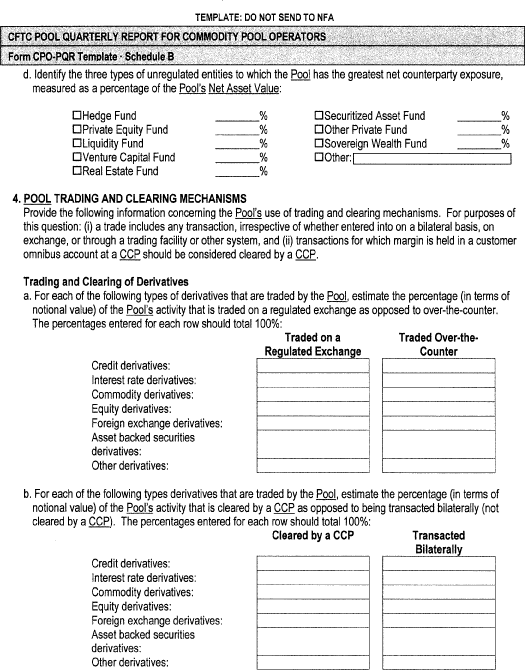 TEMPLATE: DO NOT SEND TO NFA
CFTC POOL QUARTERLY REPORT FOR COMMODITY POOL OPERATORS
Form CPO-PQR Template · Schedule B
d. Identify the three types of unregulated entities to which the Pool has the greatest net counterparty exposure,
measured as a percentage of the Pool's Net Asset Value:
☐Hedge Fund ______% ☐Securitized Asset Fund ______%
☐Private Equity Fund ______% ☐Other Private Fund ______%
☐Liquidity Fund ______% ☐Sovereign Wealth Fund ______%
☐Venture Capital Fund ______% ☐Other:
☐Real Estate Fund ______%
4. POOL TRADING AND CLEARING MECHANISMS
Provide the following information concerning the Pool's use of trading and clearing mechanisms. For purposes of
this question: (i) a trade includes any transaction, irrespective of whether entered into on a bilateral basis, on
exchange, or through a trading facility or other system, and (ii) transactions for which margin is held in a customer
omnibus account at a CCP should be considered cleared by a CCP.
Trading and Clearing of Derivatives
a. For each of the following types of derivatives that are traded by the Pool, estimate the percentage (in terms of
notional value) of the Pool's activity that is traded on a regulated exchange as opposed to over-the-counter.
The percentages entered for each row should total 100%:
Traded on a Traded Over-the-
Regulated Exchange Counter
Credit derivatives:
Interest rate derivatives:
Commodity derivatives:
Equity derivatives:
Foreign exchange derivatives:
Asset backed securities
derivatives:
Other derivatives:
b. For each of the following types derivatives that are traded by the Pool, estimate the percentage (in terms of
notional value) of the Pool's activity that is cleared by a CCP as opposed to being transacted bilaterally (not
cleared by a CCP). The percentages entered for each row should total 100%:
Cleared by a CCP Transacted
Bilaterally
Credit derivatives:
Interest rate derivatives:
Commodity derivatives:
Equity derivatives:
Foreign exchange derivatives:
Asset backed securities
derivatives:
Other derivatives: